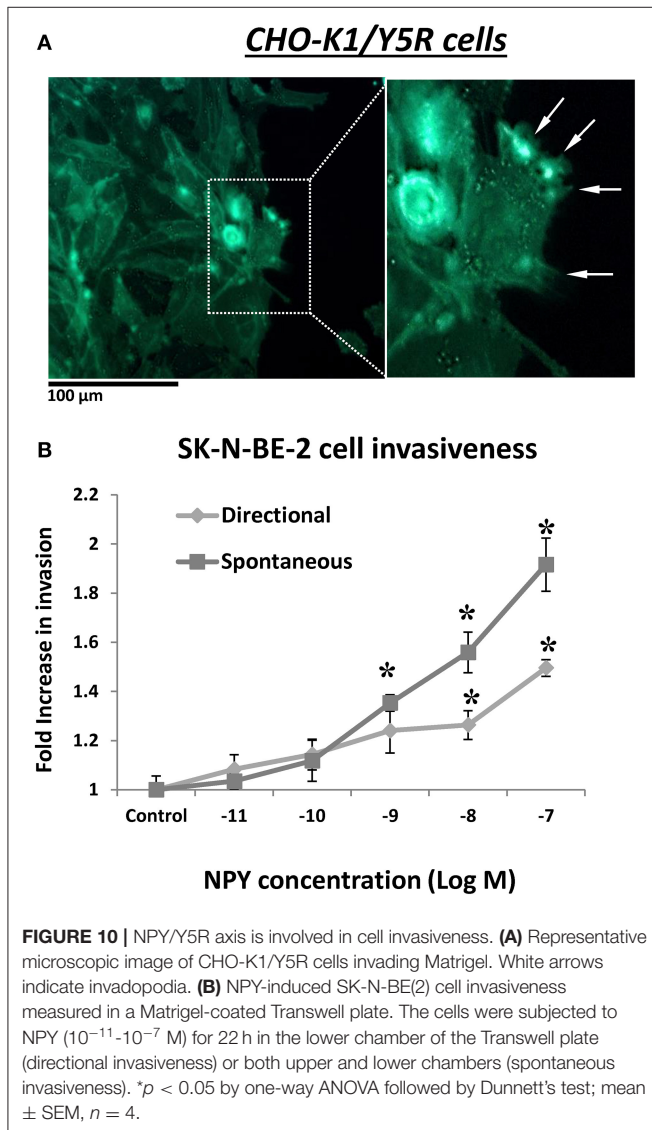 A
CHO-K1/Y5R cells
100 µm
B
SK-N-BE-2 cell invasiveness
Fold Increase in invasion
2.2
2
1.8
1.6
1.4
1.2
1
Directional
Spontaneous
*
*
*
*
*
Control
-11
-10
-9
-8
-7
NPY concentration (Log M)
FIGURE 10 | NPY/Y5R axis is involved in cell invasiveness. (A) Representative
microscopic image of CHO-K1/Y5R cells invading Matrigel. White arrows
indicate invadopodia. (B) NPY-induced SK-N-BE(2) cell invasiveness
measured in a Matrigel-coated Transwell plate. The cells were subjected to
NPY (10⁻¹¹-10⁻⁷ M) for 22 h in the lower chamber of the Transwell plate
(directional invasiveness) or both upper and lower chambers (spontaneous
invasiveness). *p < 0.05 by one-way ANOVA followed by Dunnett's test; mean
± SEM, n = 4.